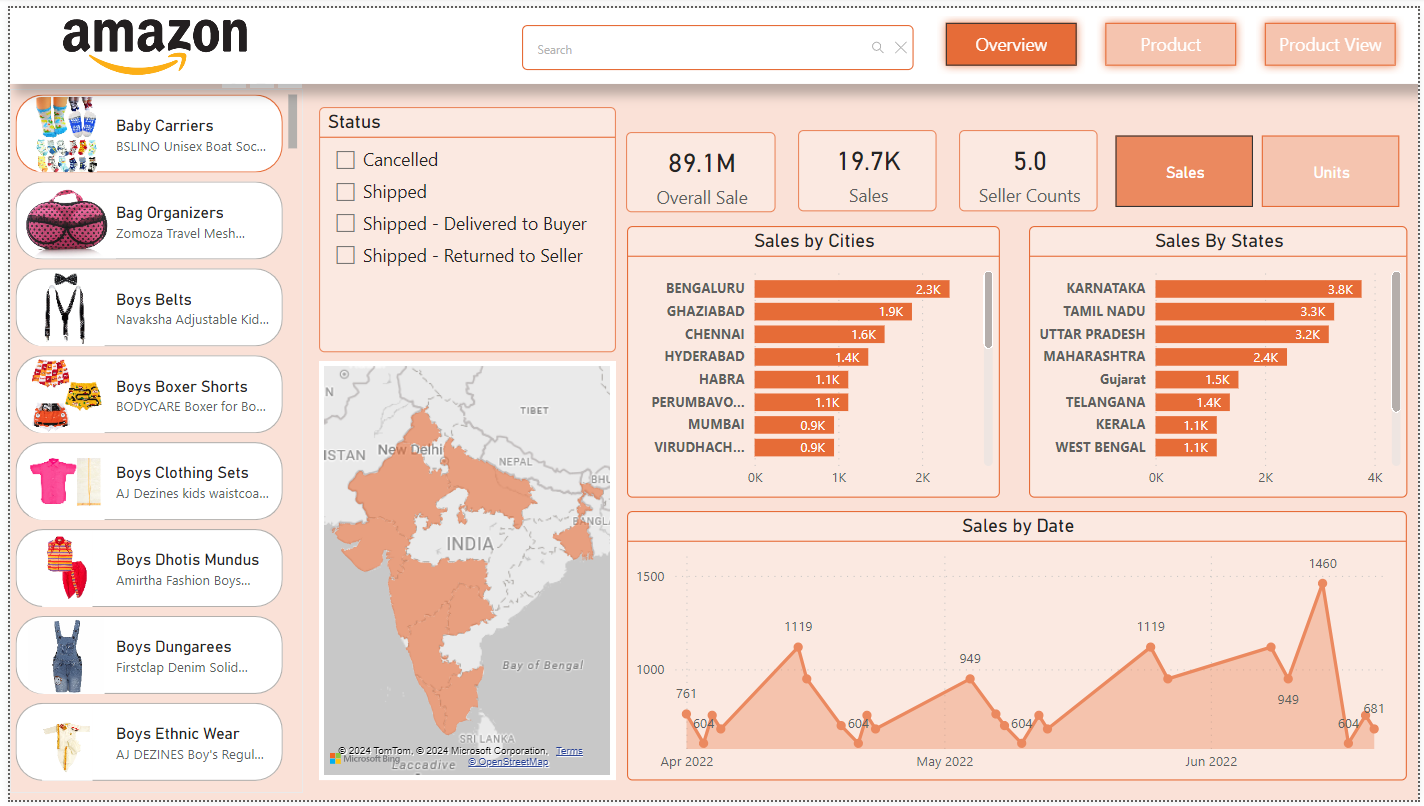 amazon
Search
Overview
Product
Product View
Baby Carriers
BSLINO Unisex Boat Soc...
Bag Organizers
Zomoza Travel Mesh...
Boys Belts
Navaksha Adjustable Kid...
Boys Boxer Shorts
BODYCARE Boxer for Bo...
Boys Clothing Sets
AJ Dezines kids waistcoa...
Boys Dhotis Mundus
Amirtha Fashion Boys...
Boys Dungarees
Firstclap Denim Solid...
Boys Ethnic Wear
AJ DEZINES Boy's Regul...
Status
Cancelled
Shipped
Shipped - Delivered to Buyer
Shipped - Returned to Seller
N
TIBET
ISTAN
New Delhi
NEPAL
BHU
BANGL
INDIA
Bay of Bengal
SRI LANKA
© 2024 TomTom, © 2024 Microsoft Corporation, Terms
Microsoft Bing
© OpenStreetMap
Laccadive
89.1M
Overall Sale
19.7K
Sales
5.0
Seller Counts
Sales
Units
Sales by Cities
BENGALURU 2.3K
GHAZIABAD 1.9K
CHENNAI 1.6K
HYDERABAD 1.4K
HABRA 1.1K
PERUMBAVO... 1.1K
MUMBAI 0.9K
VIRUDHACH... 0.9K
0K 1K 2K
Sales By States
KARNATAKA 3.8K
TAMIL NADU 3.3K
UTTAR PRADESH 3.2K
MAHARASHTRA 2.4K
Gujarat 1.5K
TELANGANA 1.4K
KERALA 1.1K
WEST BENGAL 1.1K
0K 2K 4K
Sales by Date
1460
1500
1119 1119
1000
949
761
949
681
604 604 604 604
Apr 2022 May 2022 Jun 2022